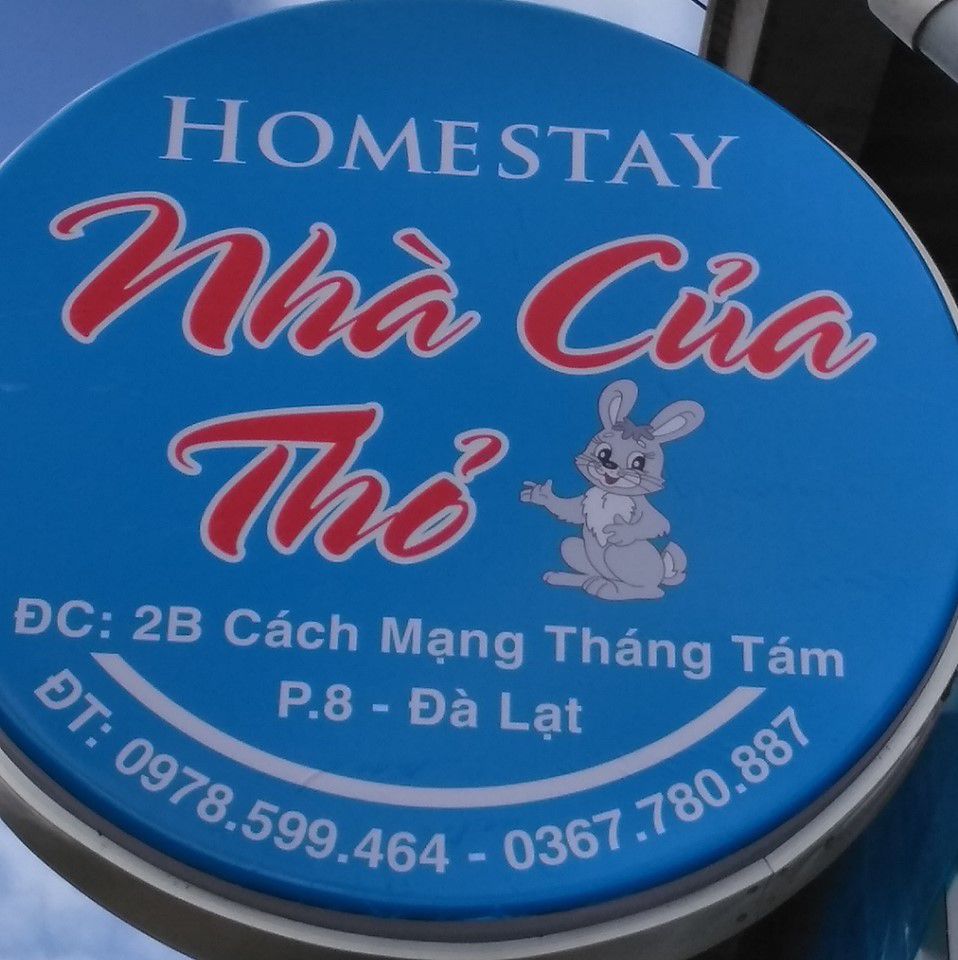 HOMESTAY
Nhà Của
Thỏ
ĐC: 2B Cách Mạng Tháng Tám
P.8 - Đà Lạt
ĐT: 0978.599.464 - 0367.780.887